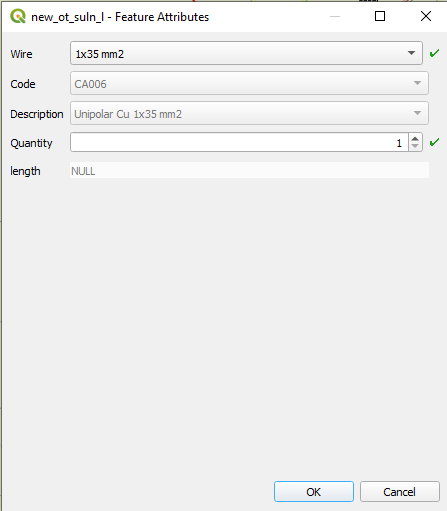 new_ot_suln_l - Feature Attributes
Wire 1x35 mm2
Code CA006
Description Unipolar Cu 1x35 mm2
Quantity 1
length NULL
OK Cancel